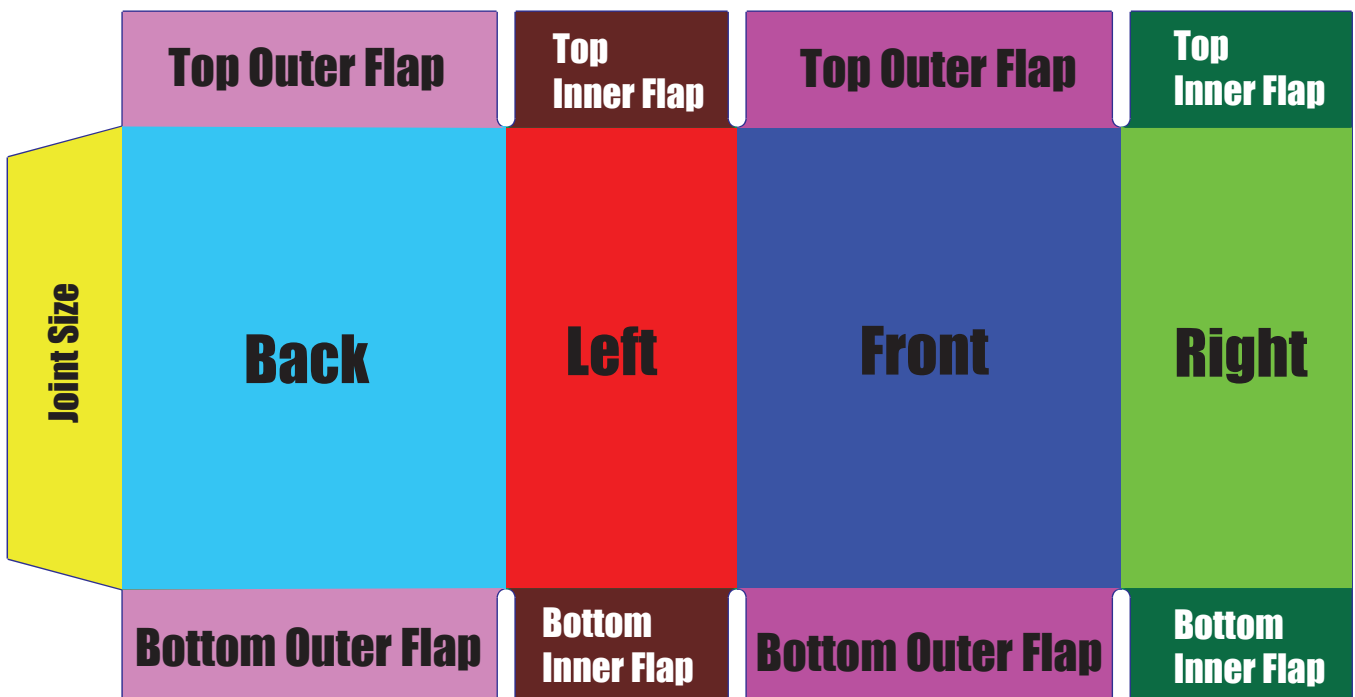 Top Outer Flap
Top
Inner Flap
Top Outer Flap
Top
Inner Flap
Joint Size
Back
Left
Front
Right
Bottom Outer Flap
Bottom
Inner Flap
Bottom Outer Flap
Bottom
Inner Flap